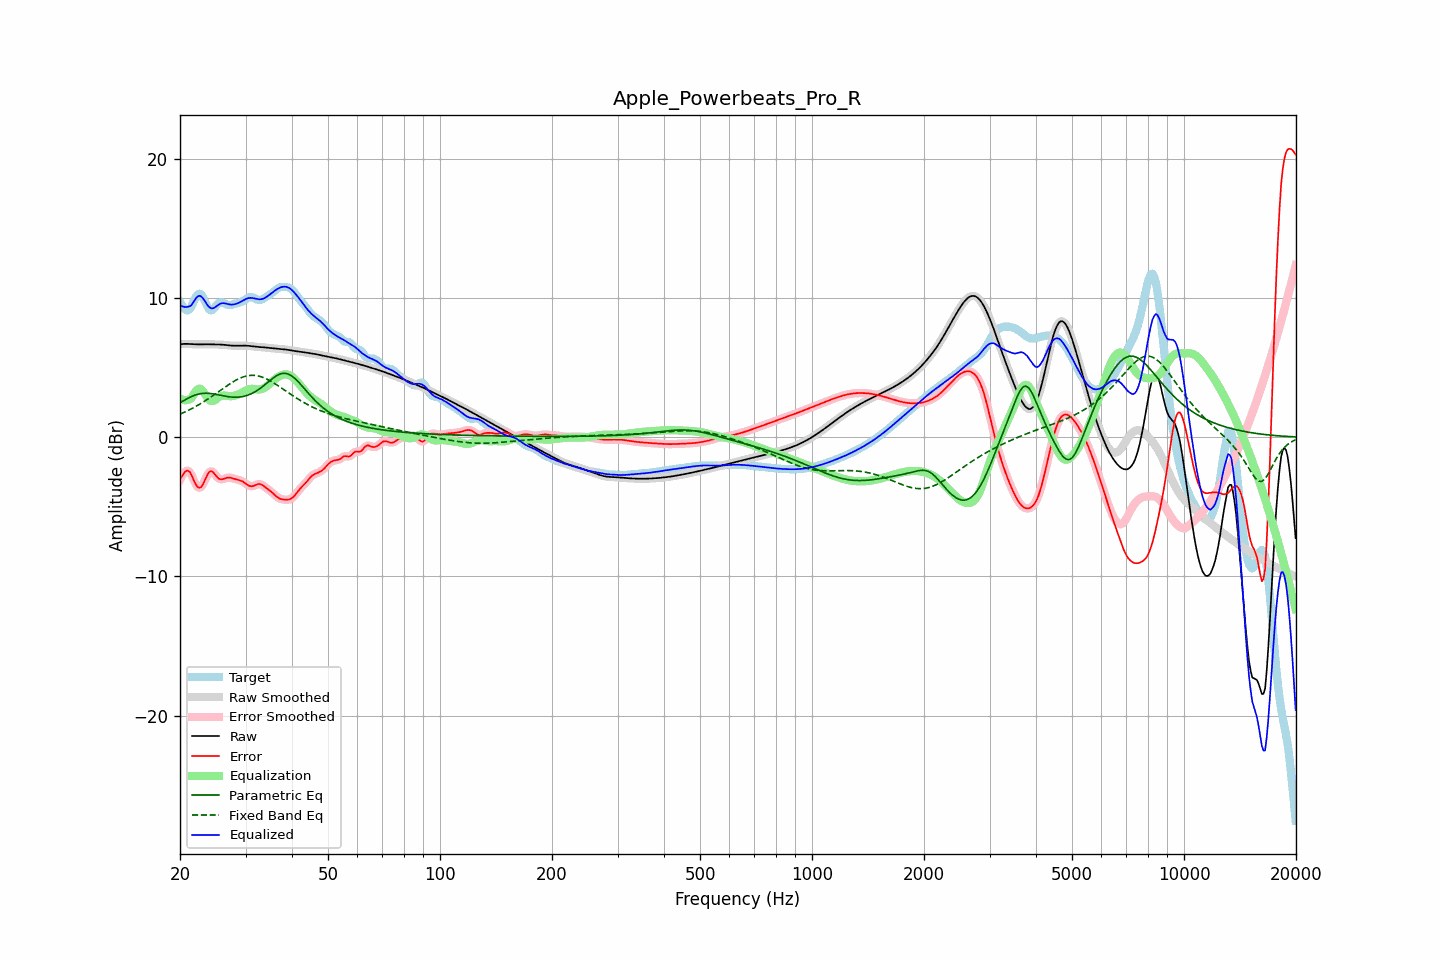 Apple_Powerbeats_Pro_R
20
10
0
−10
−20
Amplitude (dBr)
Target
Raw Smoothed
Error Smoothed
Raw
Error
Equalization
Parametric Eq
Fixed Band Eq
Equalized
20 50 100 200 500 1000 2000 5000 10000 20000
Frequency (Hz)